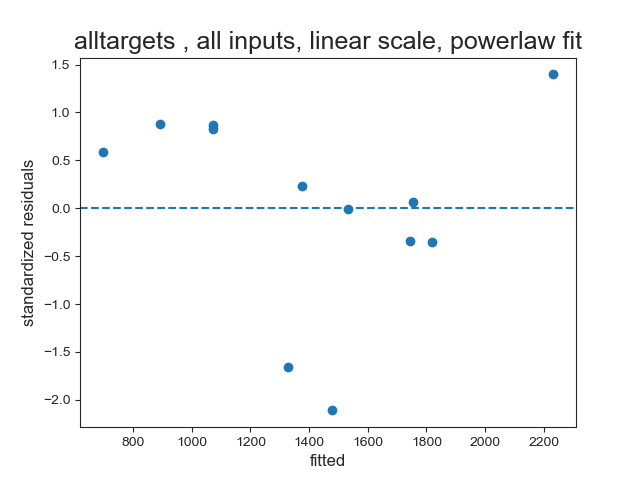 alltargets , all inputs, linear scale, powerlaw fit
1.5
1.0
0.5
0.0
−0.5
−1.0
−1.5
−2.0
standardized residuals
800 1000 1200 1400 1600 1800 2000 2200
fitted